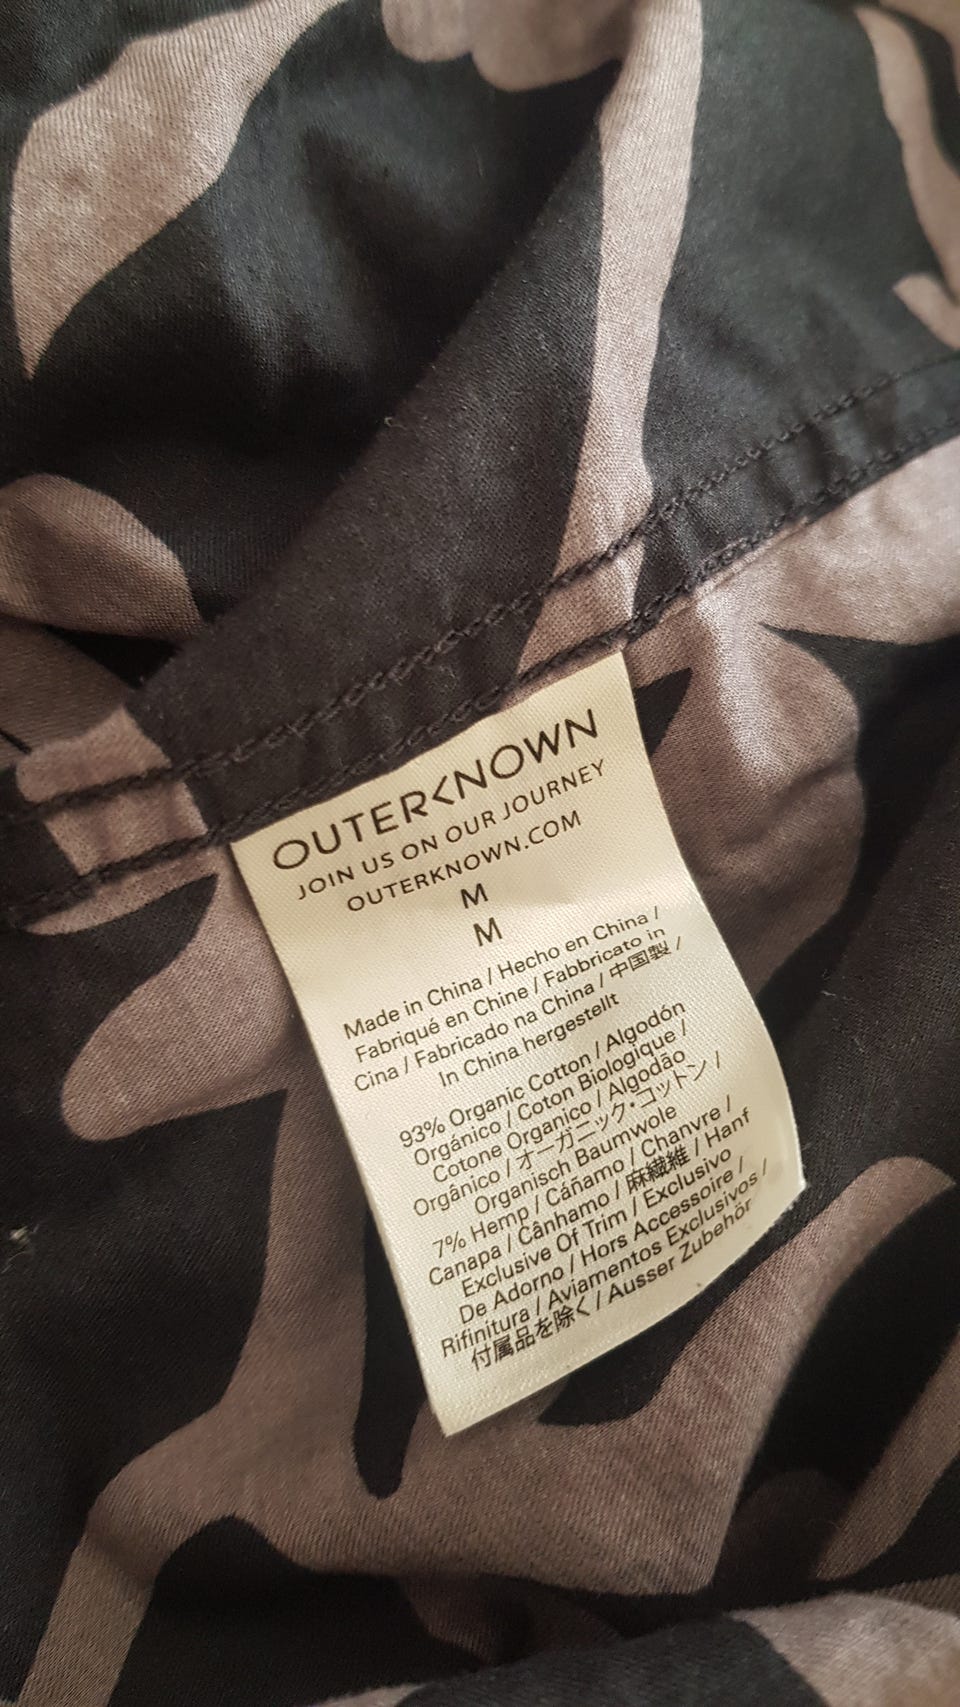 OUTERKNOWN
JOIN US ON OUR JOURNEY
OUTERKNOWN.COM
M
M
Made in China / Hecho en China /
Fabriqué en Chine / Fabbricato in
Cina / Fabricado na China / 中国製 /
In China hergestellt
93% Organic Cotton / Algodón
Orgánico / Coton Biologique /
Cotone Organico / Algodão
Orgânico / オーガニック・コットン /
Organisch Baumwole
7% Hemp / Cáñamo / Chanvre /
Canapa / Cânhamo / 麻繊維 / Hanf
Exclusive Of Trim / Exclusivo
De Adorno / Hors Accessoire /
Rifinitura / Aviamentos Exclusivos /
付属品を除く / Ausser Zubehör